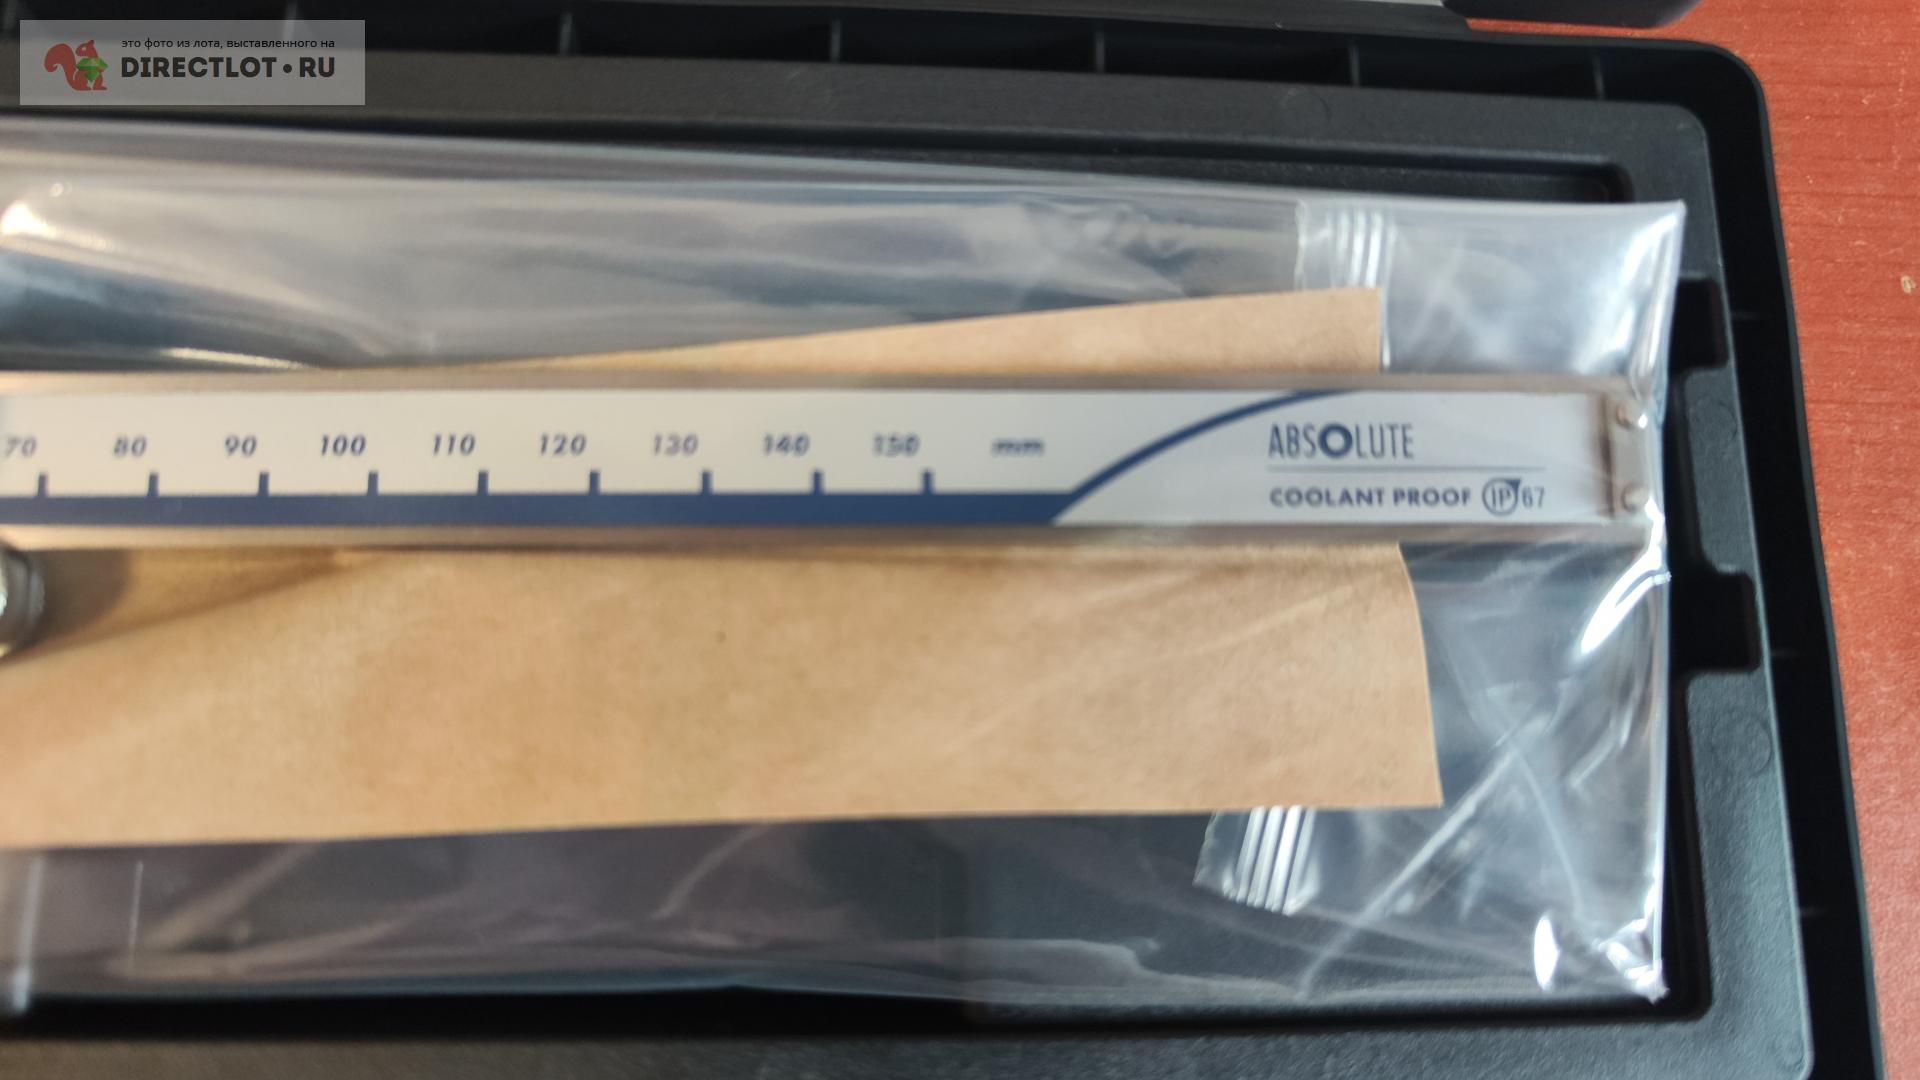 это фото из лота, выставленного на
DIRECTLOT•RU
70 80 90 100 110 120 130 140 150 mm
ABSOLUTE
COOLANT PROOF IP67